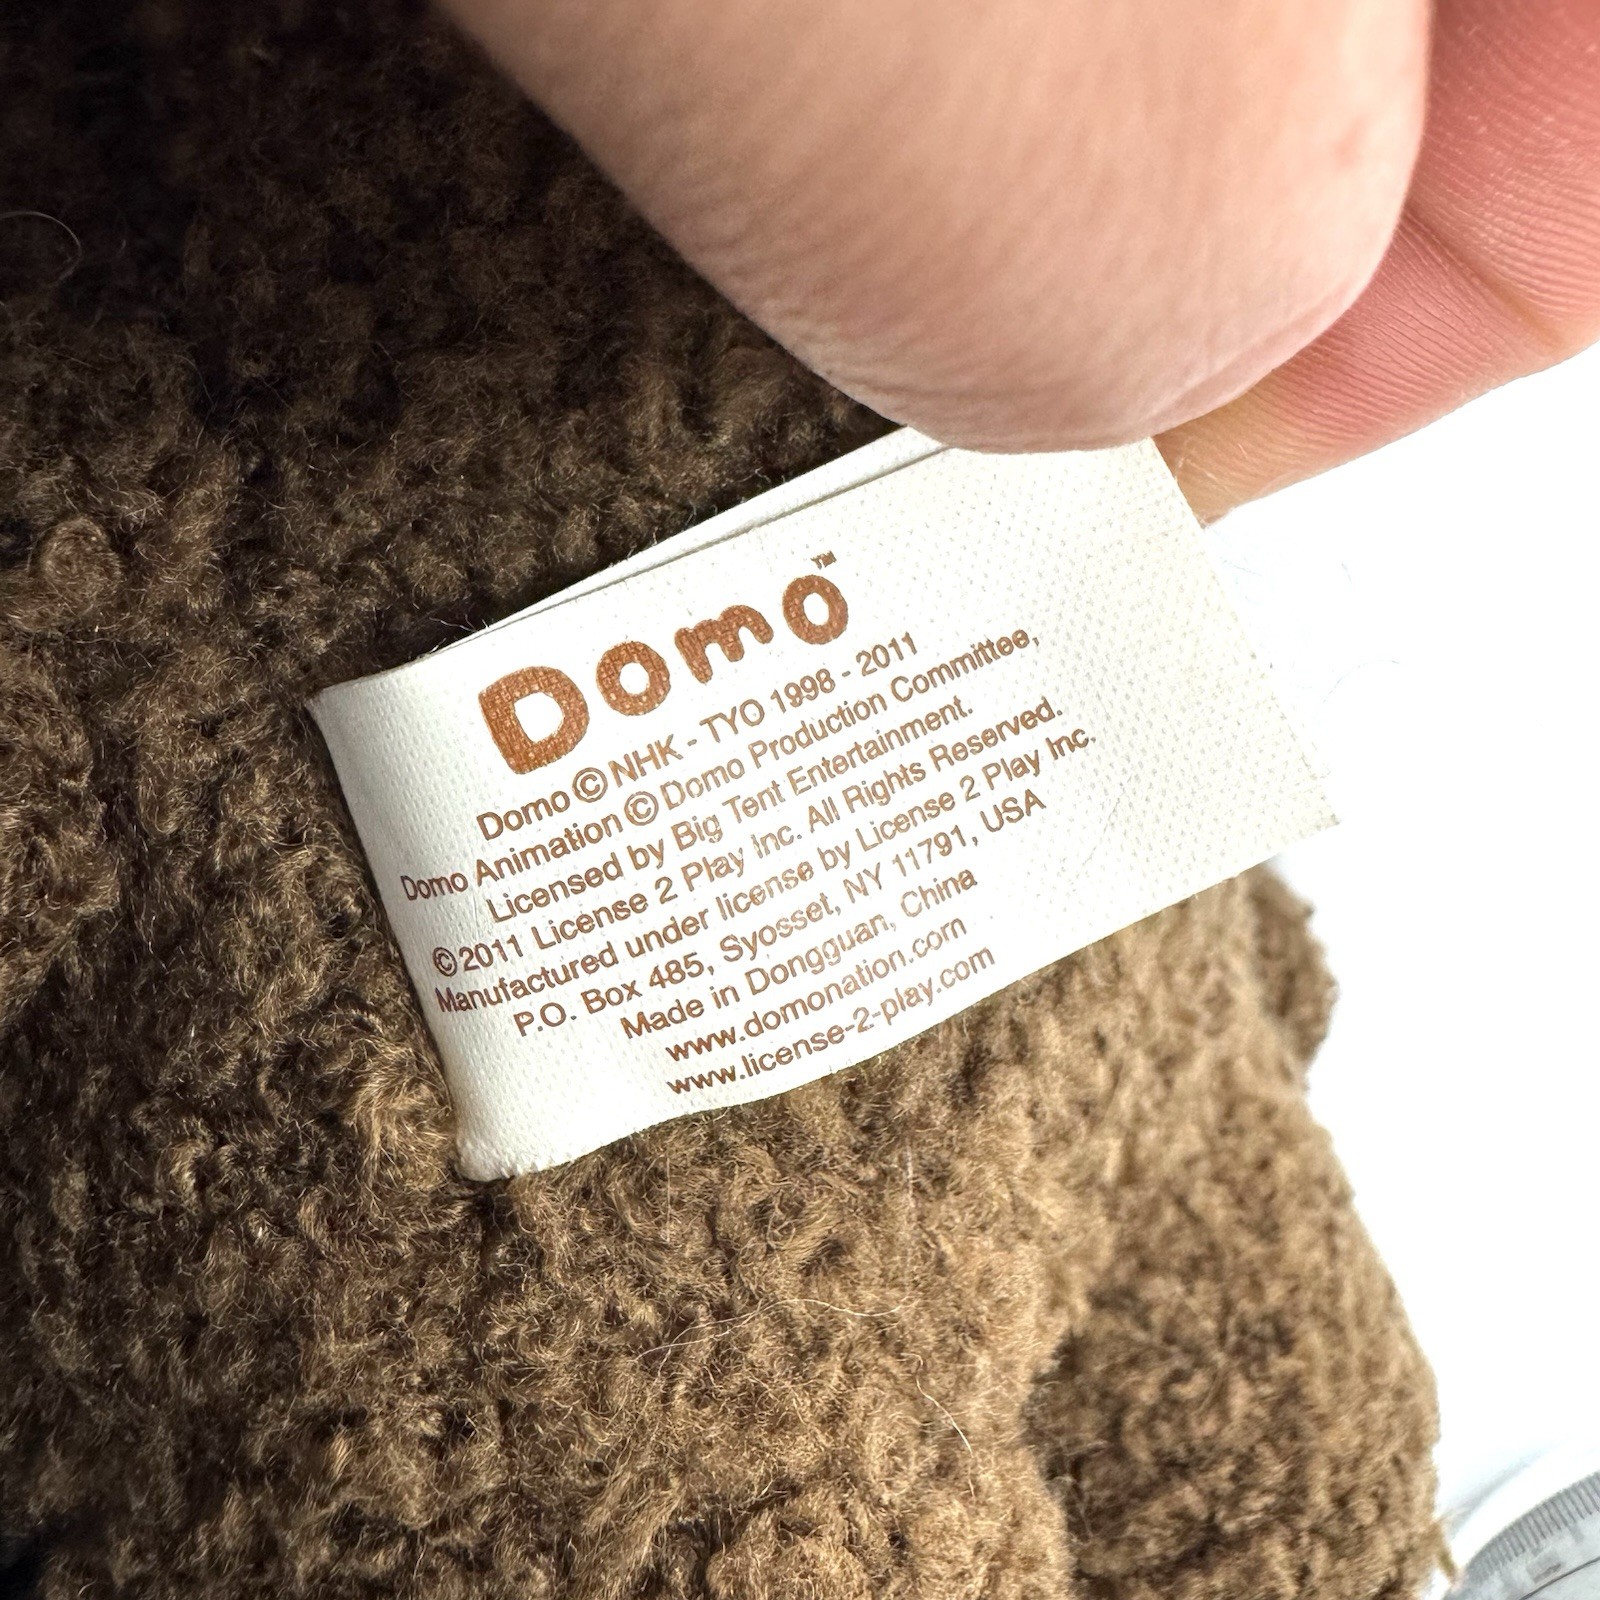 Domo™
Domo © NHK - TYO 1998 - 2011
Domo Animation © Domo Production Committee,
Licensed by Big Tent Entertainment.
©2011 License 2 Play Inc. All Rights Reserved.
Manufactured under license by License 2 Play Inc.
P.O. Box 485, Syosset, NY 11791, USA
Made in Dongguan, China
www.domonation.com
www.license-2-play.com